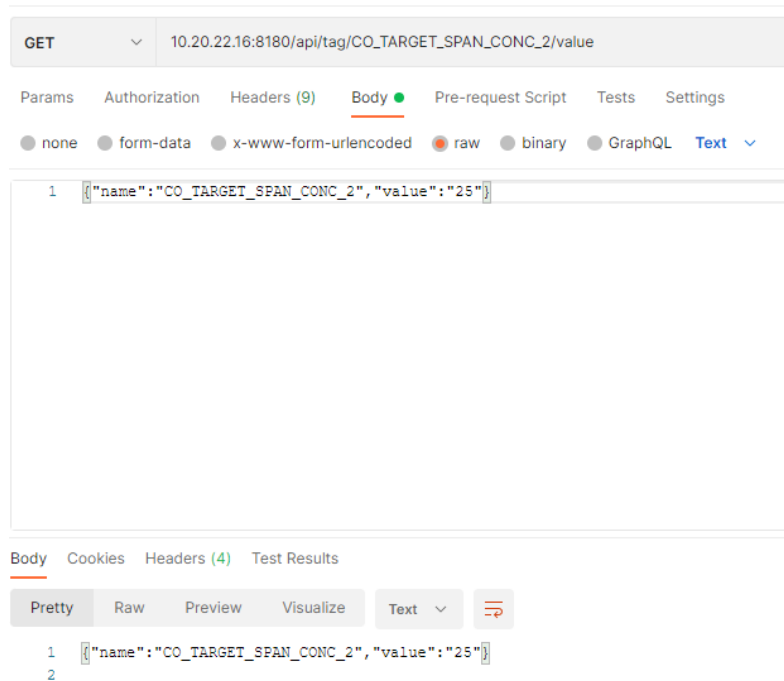 GET 10.20.22.16:8180/api/tag/CO_TARGET_SPAN_CONC_2/value
Params Authorization Headers (9) Body Pre-request Script Tests Settings
none form-data x-www-form-urlencoded raw binary GraphQL Text
1 {"name":"CO_TARGET_SPAN_CONC_2","value":"25"}
Body Cookies Headers (4) Test Results
Pretty Raw Preview Visualize Text
1 {"name":"CO_TARGET_SPAN_CONC_2","value":"25"}
2